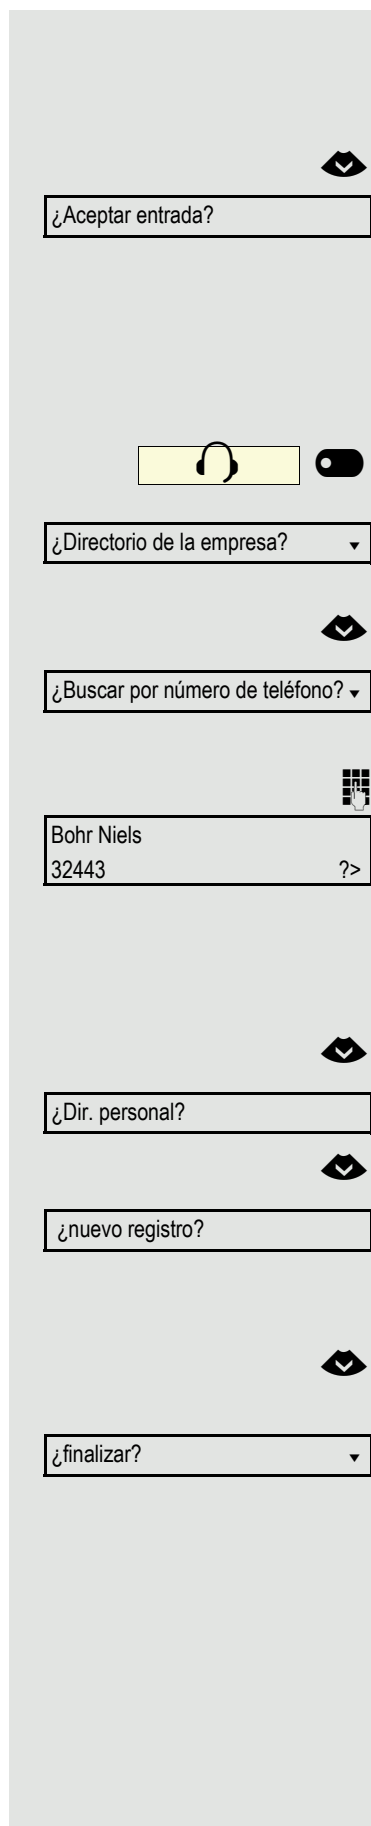 ¿Aceptar entrada?
¿Directorio de la empresa?
¿Buscar por número de teléfono?
Bohr Niels
32443 ?>
¿Dir. personal?
¿nuevo registro?
¿finalizar?